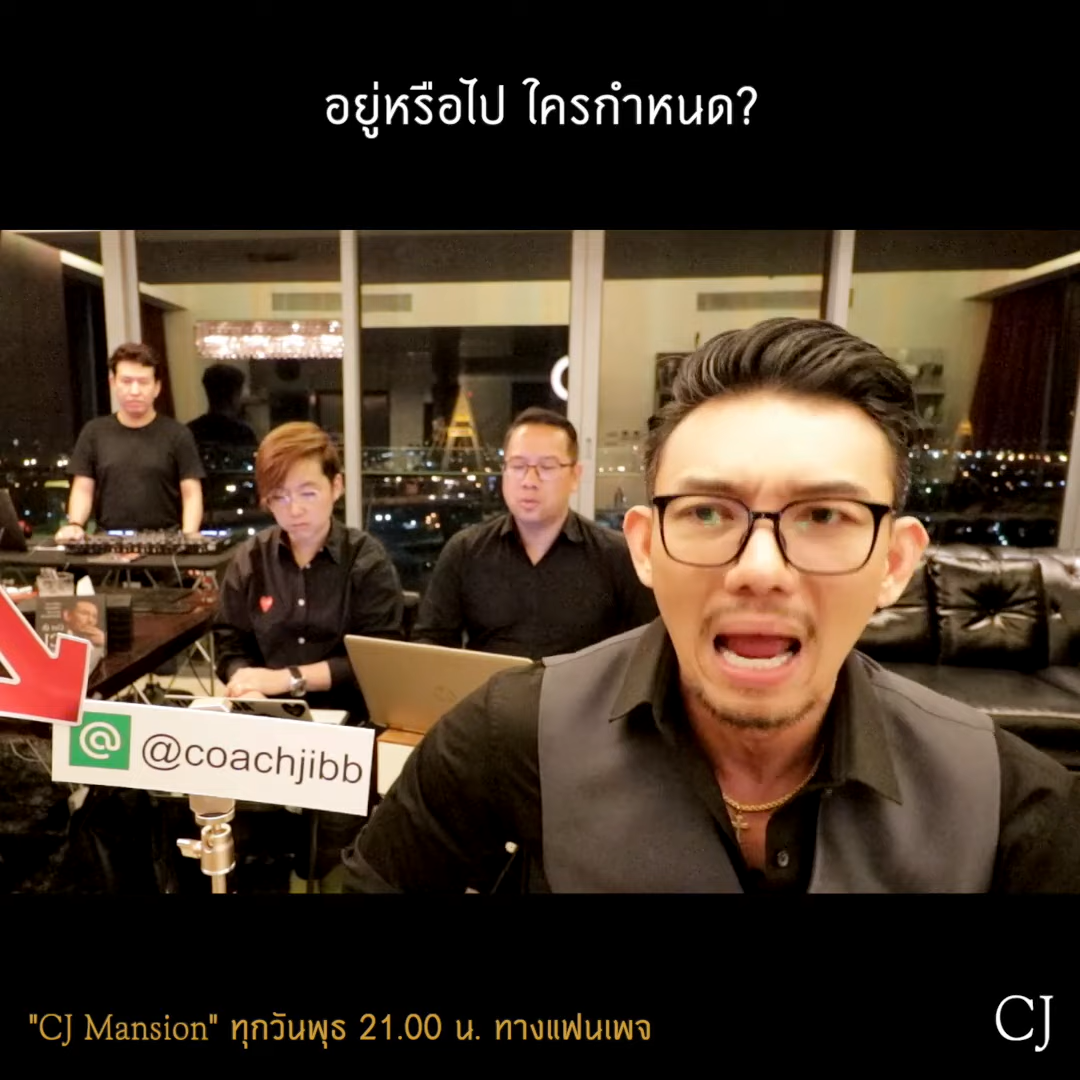 อยู่หรือไป ใครกำหนด?
@ @coachjibb
"CJ Mansion" ทุกวันพุธ 21.00 น. ทางแฟนเพจ
CJ